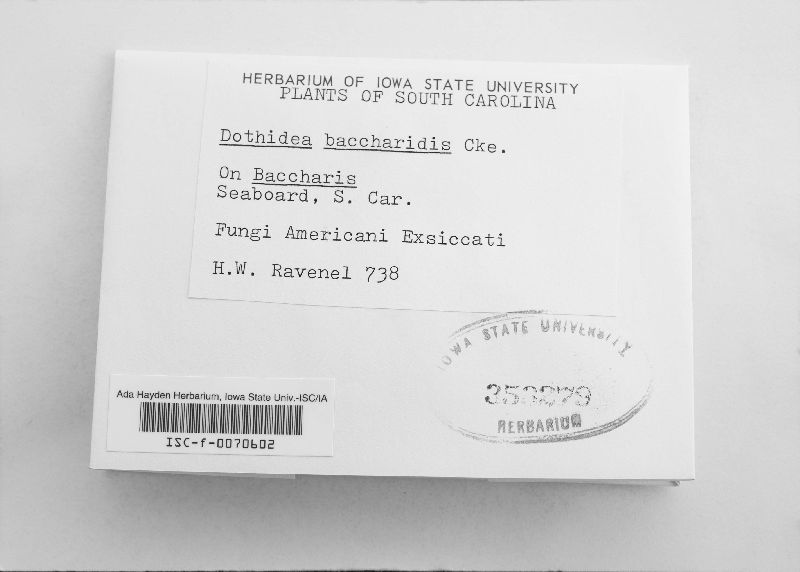 HERBARIUM OF IOWA STATE UNIVERSITY
PLANTS OF SOUTH CAROLINA
Dothidea baccharidis Cke.
On Baccharis
Seaboard, S. Car.
Fungi Americani Exsiccati
H.W. Ravenel 738
IOWA STATE UNIVERSITY
HERBARIUM
Ada Hayden Herbarium, Iowa State Univ.-ISC/IA
ISC-f-0070602